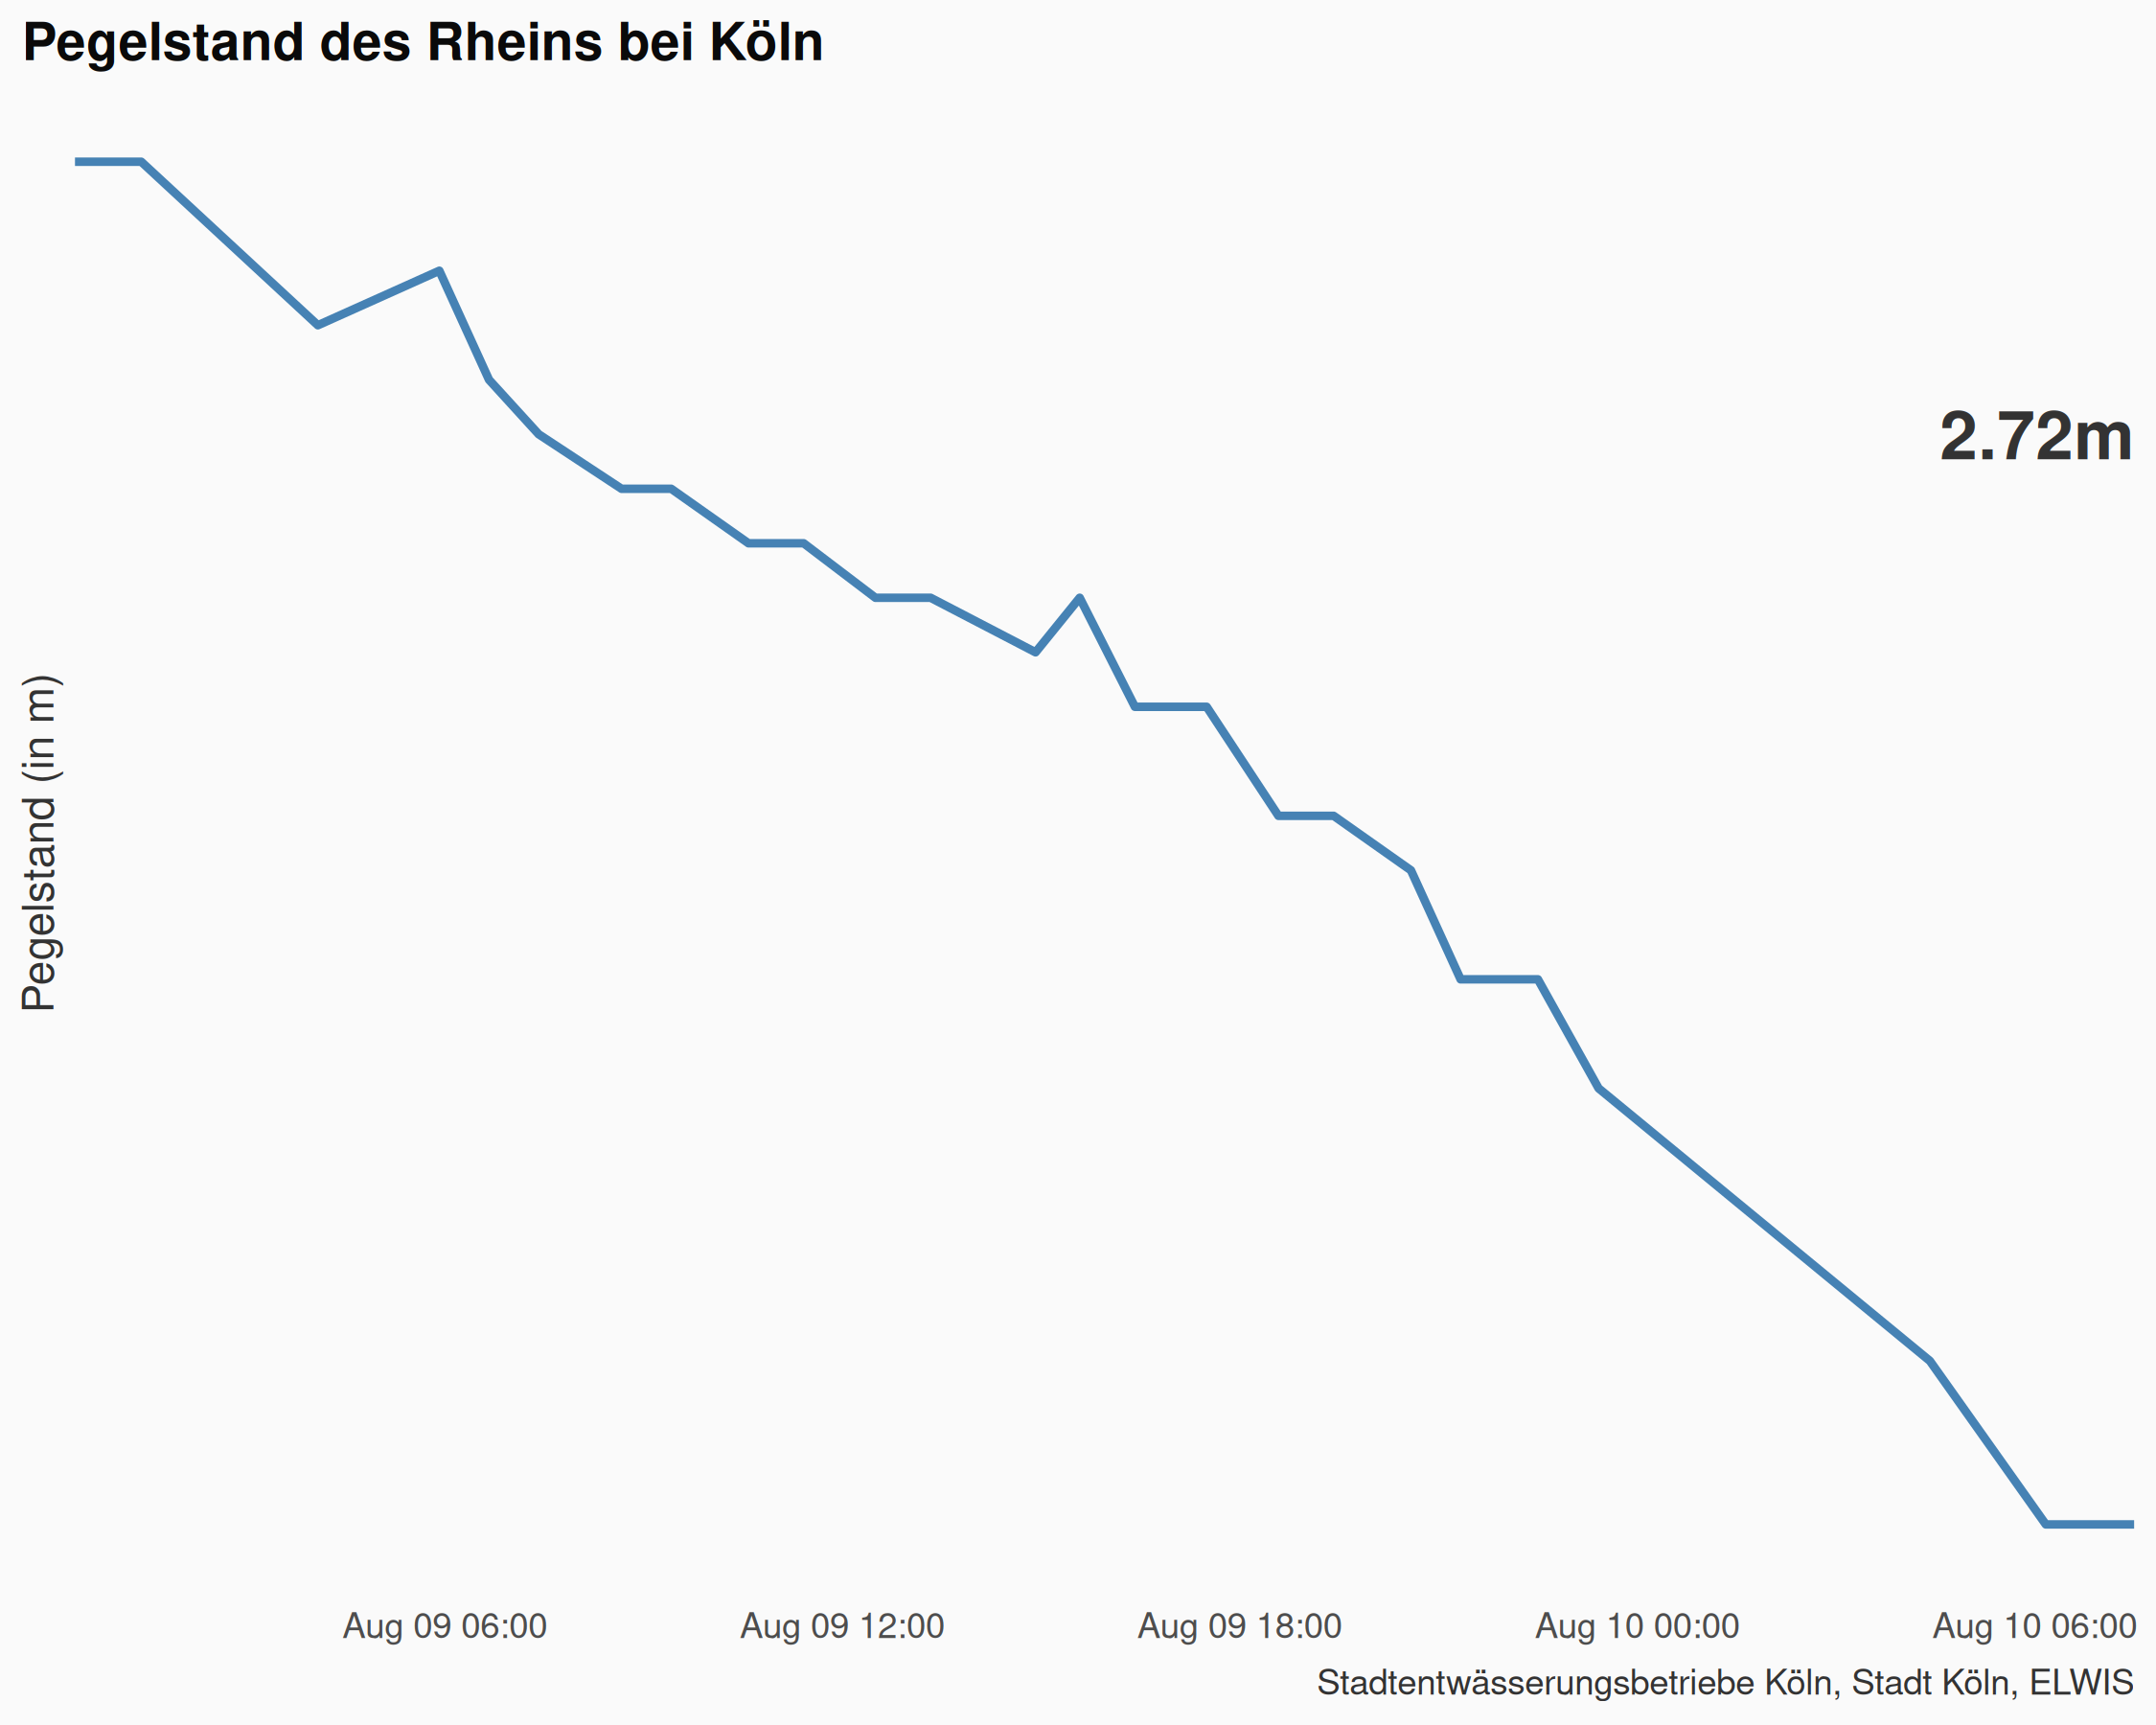 Pegelstand des Rheins bei Köln
2.72m
Pegelstand (in m)
Aug 09 06:00 Aug 09 12:00 Aug 09 18:00 Aug 10 00:00 Aug 10 06:00
Stadtentwässerungsbetriebe Köln, Stadt Köln, ELWIS